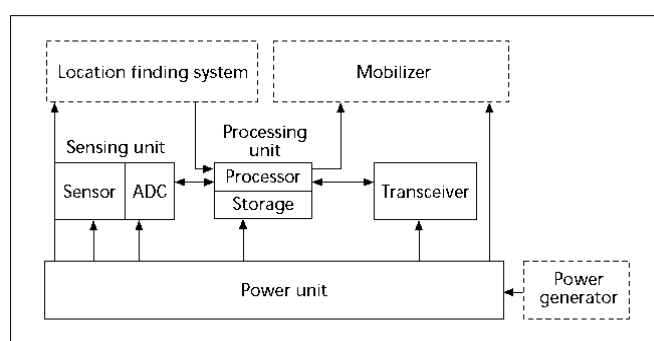 Location finding system
Mobilizer
Sensing unit
Processing
unit
Sensor
ADC
Processor
Storage
Transceiver
Power unit
Power
generator